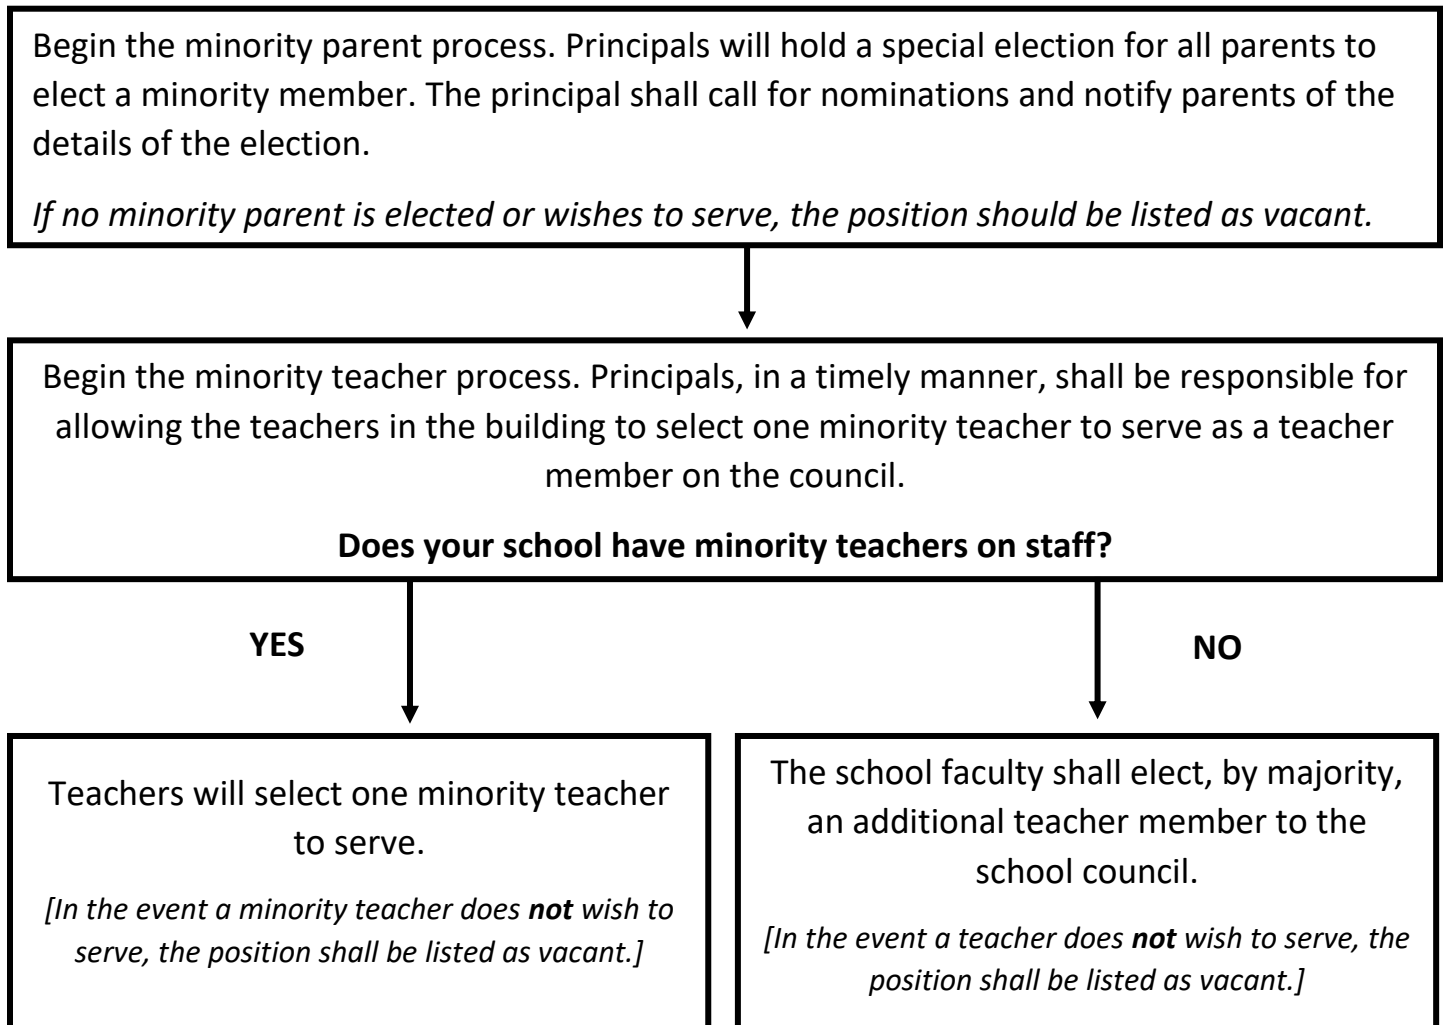 Begin the minority parent process. Principals will hold a special election for all parents to
elect a minority member. The principal shall call for nominations and notify parents of the
details of the election.
If no minority parent is elected or wishes to serve, the position should be listed as vacant.
Begin the minority teacher process. Principals, in a timely manner, shall be responsible for
allowing the teachers in the building to select one minority teacher to serve as a teacher
member on the council.
Does your school have minority teachers on staff?
YES
NO
Teachers will select one minority teacher
to serve.
[In the event a minority teacher does not wish to
serve, the position shall be listed as vacant.]
The school faculty shall elect, by majority,
an additional teacher member to the
school council.
[In the event a teacher does not wish to serve, the
position shall be listed as vacant.]